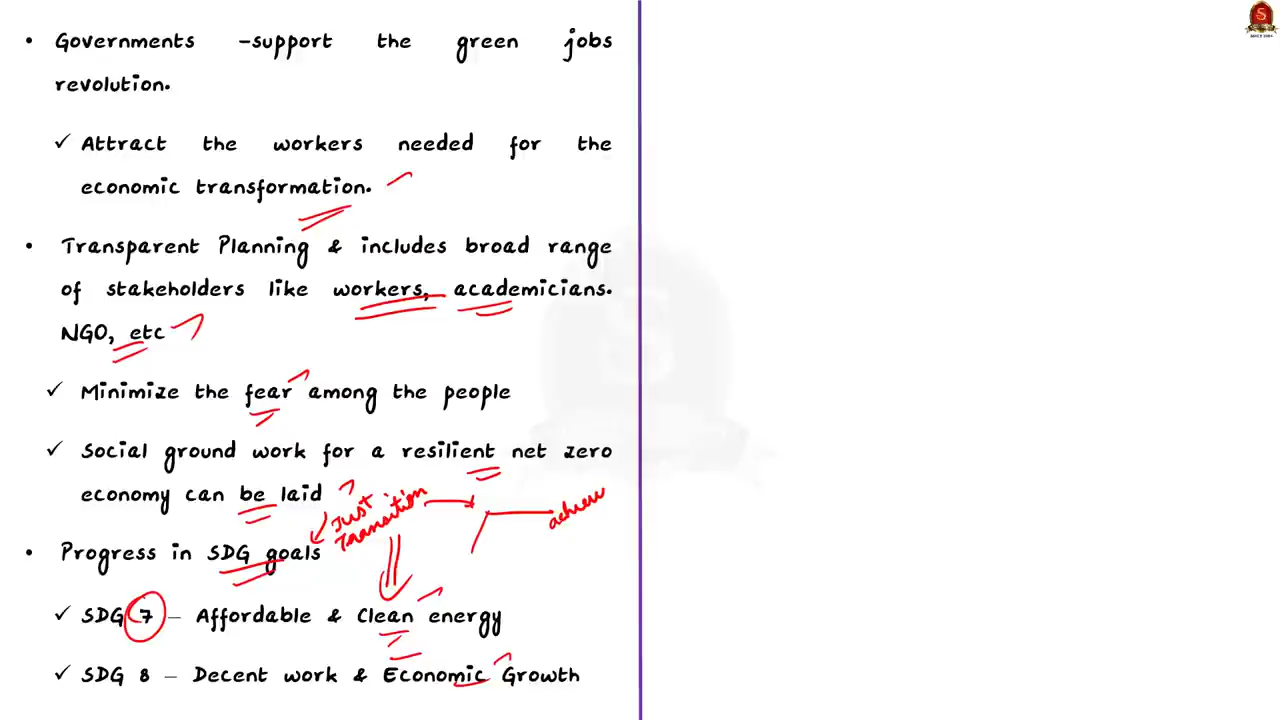 • Governments -support the green jobs
revolution.
✓ Attract the workers needed for the
economic transformation.
• Transparent Planning & includes broad range
of stakeholders like workers, academicians.
NGO, etc
✓ Minimize the fear among the people
✓ Social ground work for a resilient net zero
economy can be laid
Just
Transition
achieve
• Progress in SDG goals
✓ SDG 7 – Affordable & Clean energy
✓ SDG 8 – Decent work & Economic Growth
S